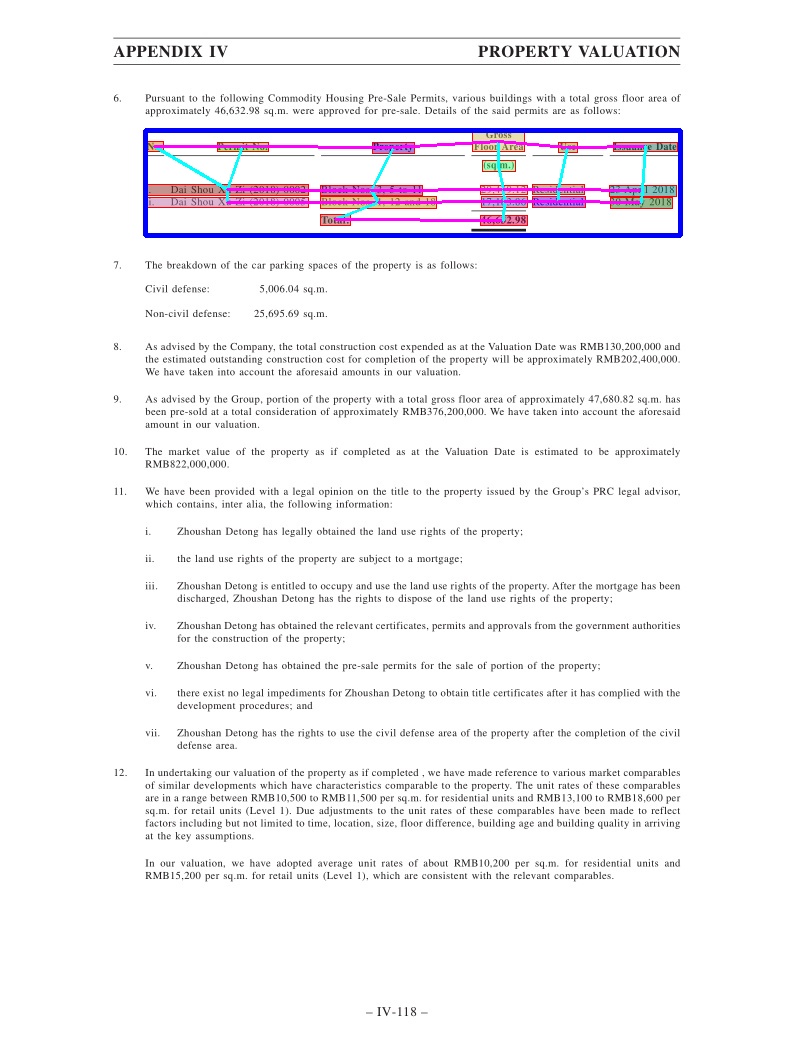 APPENDIX IV PROPERTY VALUATION
6. Pursuant to the following Commodity Housing Pre-Sale Permits, various buildings with a total gross floor area of
approximately 46,632.98 sq.m. were approved for pre-sale. Details of the said permits are as follows:
Gross
Permit No. Property Floor Area Use Issuance Date
(sq.m.)
Dai Shou Block Nos. Residential April 2018
Dai Shou Block Nos. Residential May 2018
Total: 46,632.98
7. The breakdown of the car parking spaces of the property is as follows:
Civil defense: 5,006.04 sq.m.
Non-civil defense: 25,695.69 sq.m.
8. As advised by the Company, the total construction cost expended as at the Valuation Date was RMB130,200,000 and
the estimated outstanding construction cost for completion of the property will be approximately RMB202,400,000.
We have taken into account the aforesaid amounts in our valuation.
9. As advised by the Group, portion of the property with a total gross floor area of approximately 47,680.82 sq.m. has
been pre-sold at a total consideration of approximately RMB376,200,000. We have taken into account the aforesaid
amount in our valuation.
10. The market value of the property as if completed as at the Valuation Date is estimated to be approximately
RMB822,000,000.
11. We have been provided with a legal opinion on the title to the property issued by the Group's PRC legal advisor,
which contains, inter alia, the following information:
i. Zhoushan Detong has legally obtained the land use rights of the property;
ii. the land use rights of the property are subject to a mortgage;
iii. Zhoushan Detong is entitled to occupy and use the land use rights of the property. After the mortgage has been
discharged, Zhoushan Detong has the rights to dispose of the land use rights of the property;
iv. Zhoushan Detong has obtained the relevant certificates, permits and approvals from the government authorities
for the construction of the property;
v. Zhoushan Detong has obtained the pre-sale permits for the sale of portion of the property;
vi. there exist no legal impediments for Zhoushan Detong to obtain title certificates after it has complied with the
development procedures; and
vii. Zhoushan Detong has the rights to use the civil defense area of the property after the completion of the civil
defense area.
12. In undertaking our valuation of the property as if completed , we have made reference to various market comparables
of similar developments which have characteristics comparable to the property. The unit rates of these comparables
are in a range between RMB10,500 to RMB11,500 per sq.m. for residential units and RMB13,100 to RMB18,600 per
sq.m. for retail units (Level 1). Due adjustments to the unit rates of these comparables have been made to reflect
factors including but not limited to time, location, size, floor difference, building age and building quality in arriving
at the key assumptions.
In our valuation, we have adopted average unit rates of about RMB10,200 per sq.m. for residential units and
RMB15,200 per sq.m. for retail units (Level 1), which are consistent with the relevant comparables.
– IV-118 –